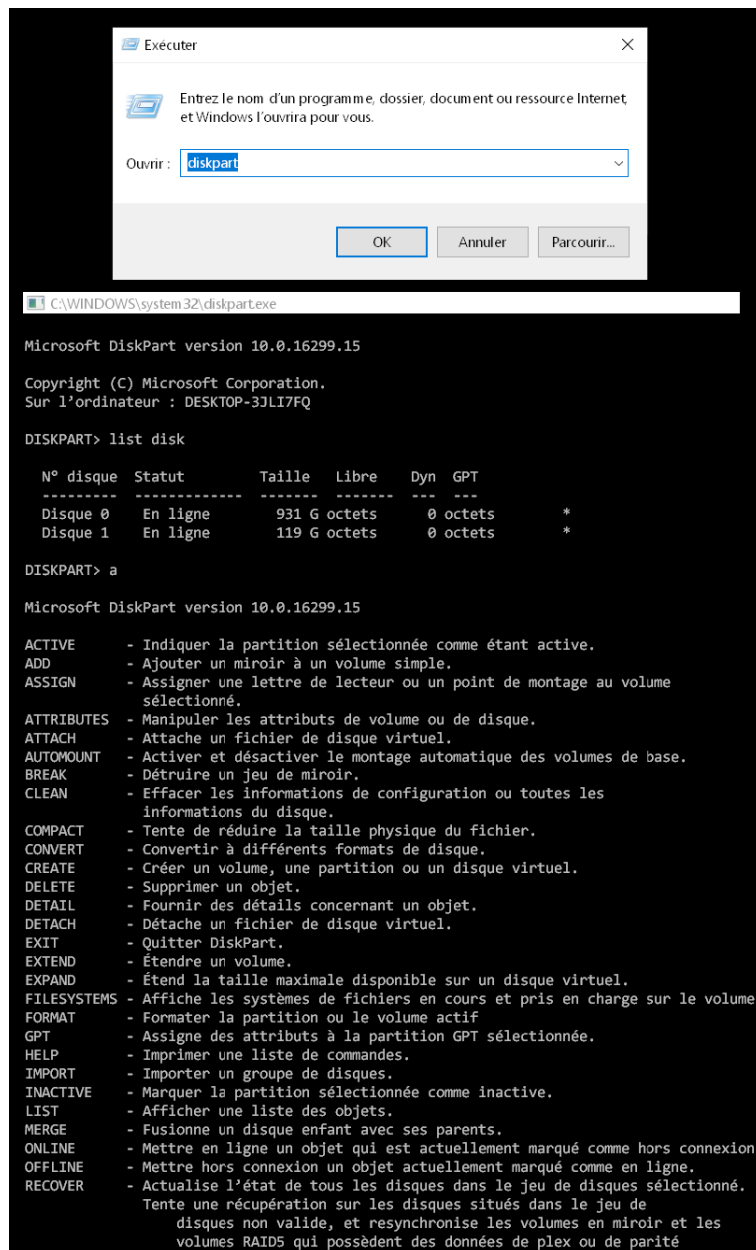 Exécuter
Entrez le nom d'un programme, dossier, document ou ressource Internet,
et Windows l'ouvrira pour vous.
Ouvrir : diskpart
OK Annuler Parcourir...
C:\WINDOWS\system32\diskpart.exe
Microsoft DiskPart version 10.0.16299.15
Copyright (C) Microsoft Corporation.
Sur l'ordinateur : DESKTOP-3JLI7FQ
DISKPART> list disk
N° disque Statut Taille Libre Dyn GPT
--------- ------------- ------- ------- --- ---
Disque 0 En ligne 931 G octets 0 octets *
Disque 1 En ligne 119 G octets 0 octets *
DISKPART> a
Microsoft DiskPart version 10.0.16299.15
ACTIVE - Indiquer la partition sélectionnée comme étant active.
ADD - Ajouter un miroir à un volume simple.
ASSIGN - Assigner une lettre de lecteur ou un point de montage au volume
sélectionné.
ATTRIBUTES - Manipuler les attributs de volume ou de disque.
ATTACH - Attache un fichier de disque virtuel.
AUTOMOUNT - Activer et désactiver le montage automatique des volumes de base.
BREAK - Détruire un jeu de miroir.
CLEAN - Effacer les informations de configuration ou toutes les
informations du disque.
COMPACT - Tente de réduire la taille physique du fichier.
CONVERT - Convertir à différents formats de disque.
CREATE - Créer un volume, une partition ou un disque virtuel.
DELETE - Supprimer un objet.
DETAIL - Fournir des détails concernant un objet.
DETACH - Détache un fichier de disque virtuel.
EXIT - Quitter DiskPart.
EXTEND - Étendre un volume.
EXPAND - Étend la taille maximale disponible sur un disque virtuel.
FILESYSTEMS - Affiche les systèmes de fichiers en cours et pris en charge sur le volume
FORMAT - Formater la partition ou le volume actif
GPT - Assigne des attributs à la partition GPT sélectionnée.
HELP - Imprimer une liste de commandes.
IMPORT - Importer un groupe de disques.
INACTIVE - Marquer la partition sélectionnée comme inactive.
LIST - Afficher une liste des objets.
MERGE - Fusionne un disque enfant avec ses parents.
ONLINE - Mettre en ligne un objet qui est actuellement marqué comme hors connexion
OFFLINE - Mettre hors connexion un objet actuellement marqué comme en ligne.
RECOVER - Actualise l'état de tous les disques dans le jeu de disques sélectionné.
Tente une récupération sur les disques situés dans le jeu de
disques non valide, et resynchronise les volumes en miroir et les
volumes RAID5 qui possèdent des données de plex ou de parité